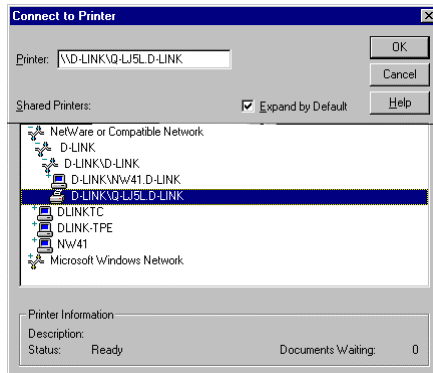 Connect to Printer
Printer: \\D-LINK\Q-LJ5L.D-LINK
OK
Cancel
Shared Printers:
Expand by Default
Help
NetWare or Compatible Network
D-LINK
D-LINK\D-LINK
D-LINK\NW41.D-LINK
D-LINK\Q-LJ5L.D-LINK
DLINKTC
DLINK-TPE
NW41
Microsoft Windows Network
Printer Information
Description:
Status: Ready Documents Waiting: 0